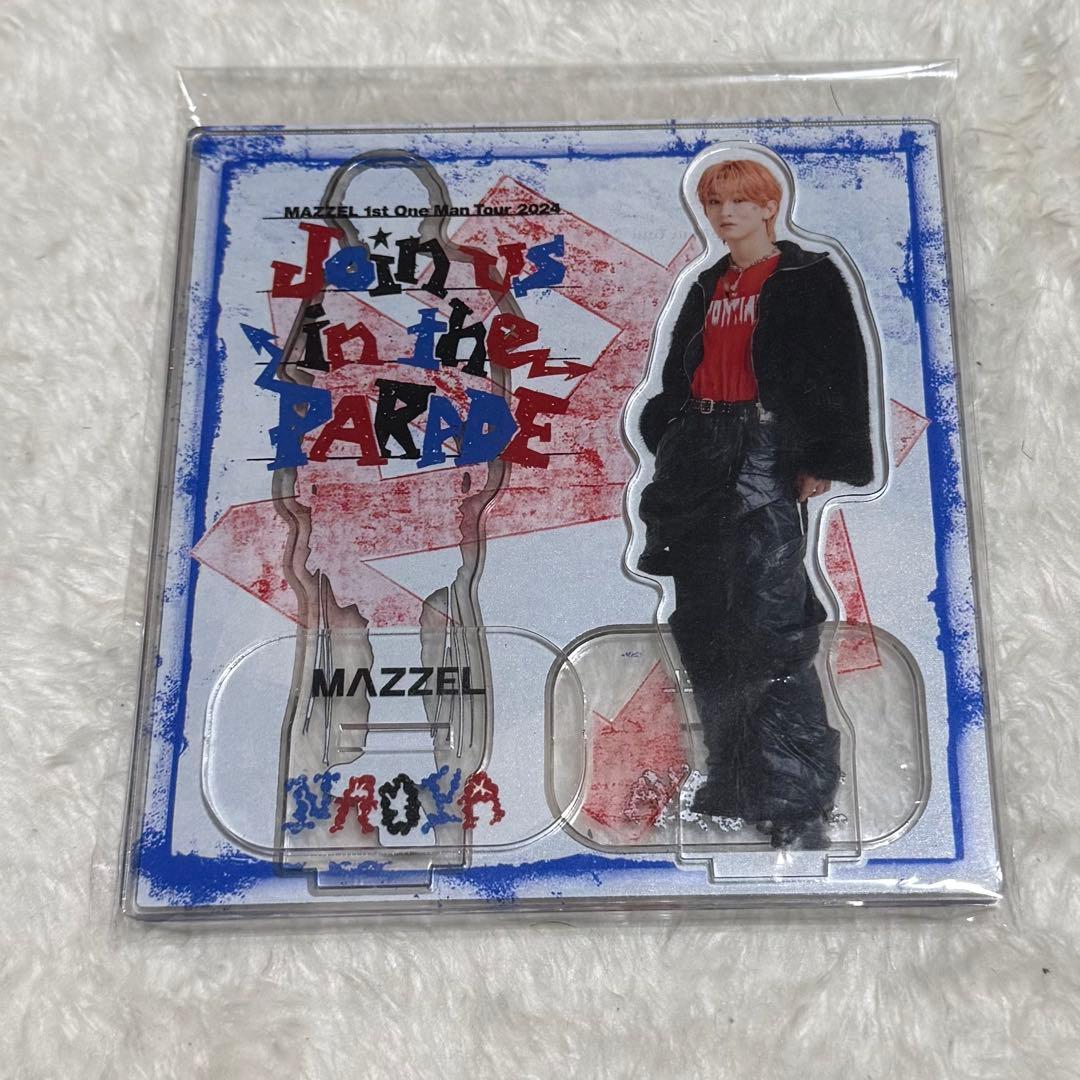 MAZZEL 1st One Man Tour 2024
Join us
in the
PARADE
MAZZEL
NAOYA